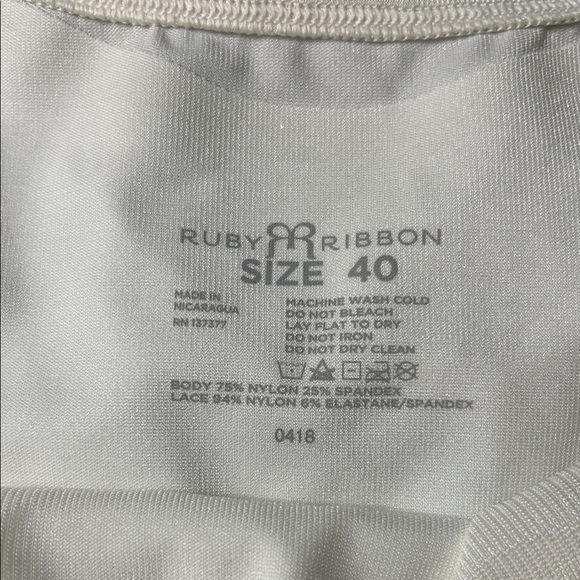 RUBY RR RIBBON
SIZE 40
MADE IN
NICARAGUA
RN 137377
MACHINE WASH COLD
DO NOT BLEACH
LAY FLAT TO DRY
DO NOT IRON
DO NOT DRY CLEAN
BODY 75% NYLON 25% SPANDEX
LACE 94% NYLON 6% ELASTANE/SPANDEX
0418